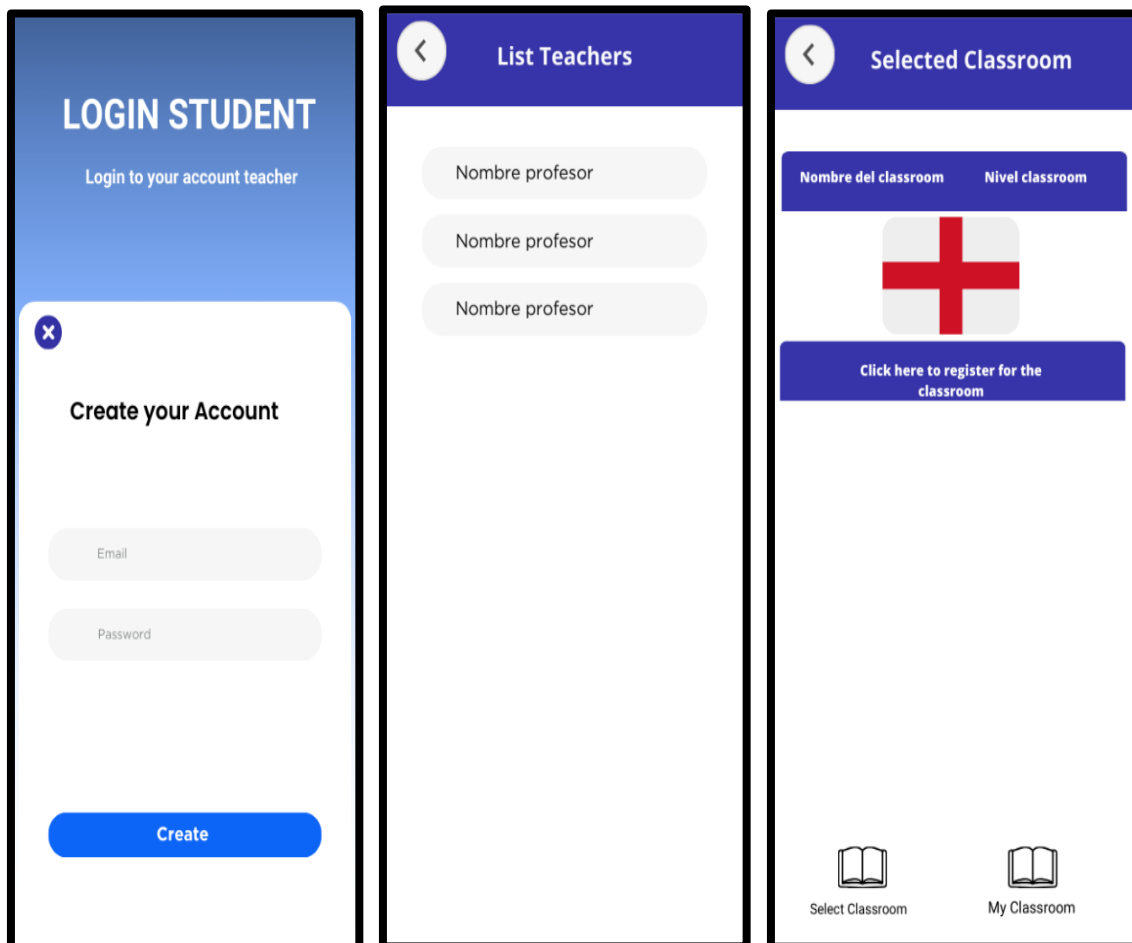 LOGIN STUDENT
Login to your account teacher
Create your Account
Email
Password
Create
List Teachers
Nombre profesor
Nombre profesor
Nombre profesor
Selected Classroom
Nombre del classroom Nivel classroom
Click here to register for the
classroom
Select Classroom My Classroom